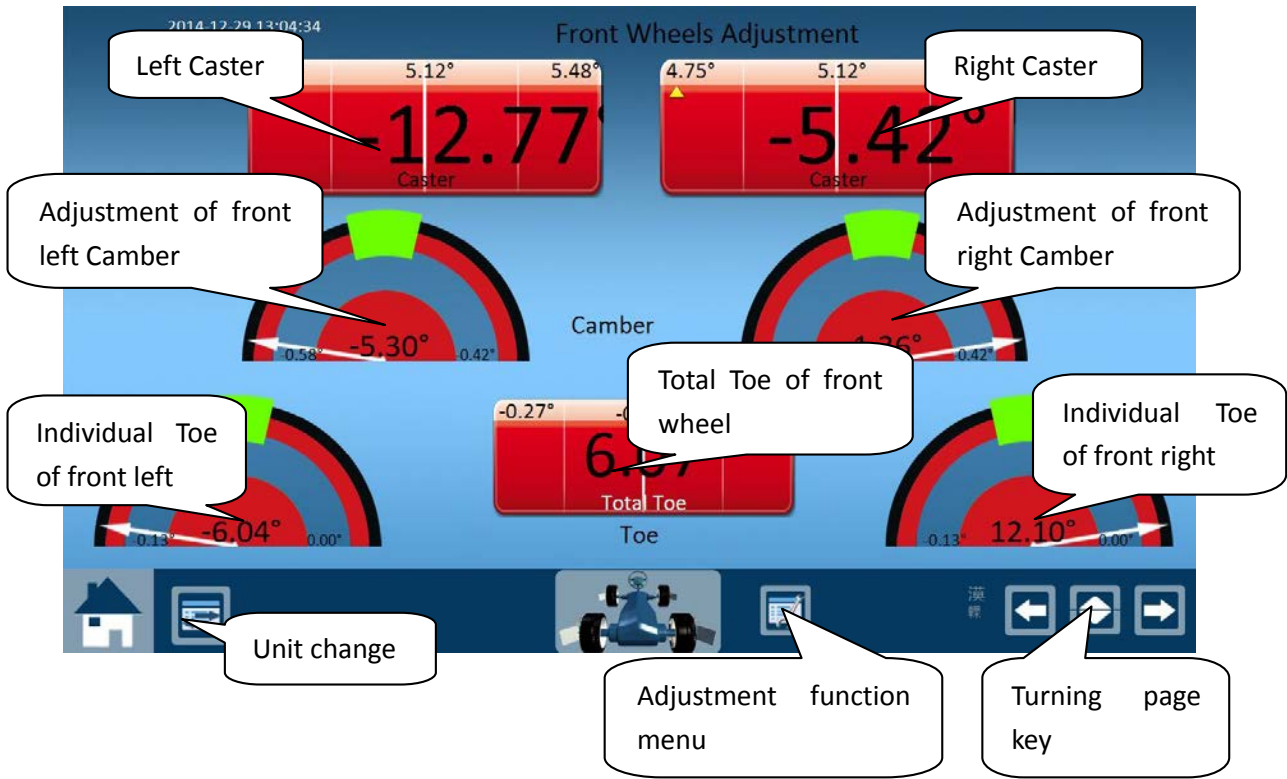 2014-12-29 13:04:34
Front Wheels Adjustment
Left Caster
5.12° 5.48°
4.75° 5.12°
Right Caster
-12.77°
-5.42°
Caster
Caster
Adjustment of front
left Camber
Adjustment of front
right Camber
Camber
-5.30°
-0.58° -0.42°
-0.42°
Total Toe of front
wheel
-0.27°
Total Toe
Toe
Individual Toe
of front left
Individual Toe
of front right
-6.04°
-0.13° 0.00°
12.10°
-0.13° 0.00°
Unit change
Adjustment function
menu
Turning page
key